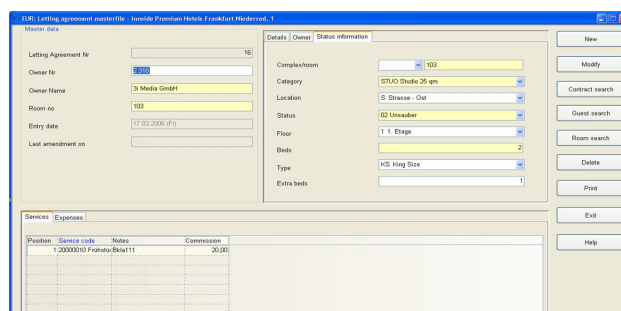 EUR: Letting agreement masterfile - Innside Premium Hotels Frankfurt Niederrad, 1
Master data
Letting Agreement Nr 16
Owner Nr 2.318
Owner Name 3i Media GmbH
Room no 103
Entry date 17.03.2006 (Fr)
Last amendment on
Details Owner Status information
Complex/room 103
Category STUO Studio 25 qm
Location S Strasse - Ost
Status 02 Unsauber
Floor 1 1. Etage
Beds 2
Type KS King Size
Extra beds 1
New
Modify
Contract search
Guest search
Room search
Delete
Print
Exit
Help
Services Expenses
Position Service code Notes Commission
1 20000010 Frühstüc Bkla111 20,00